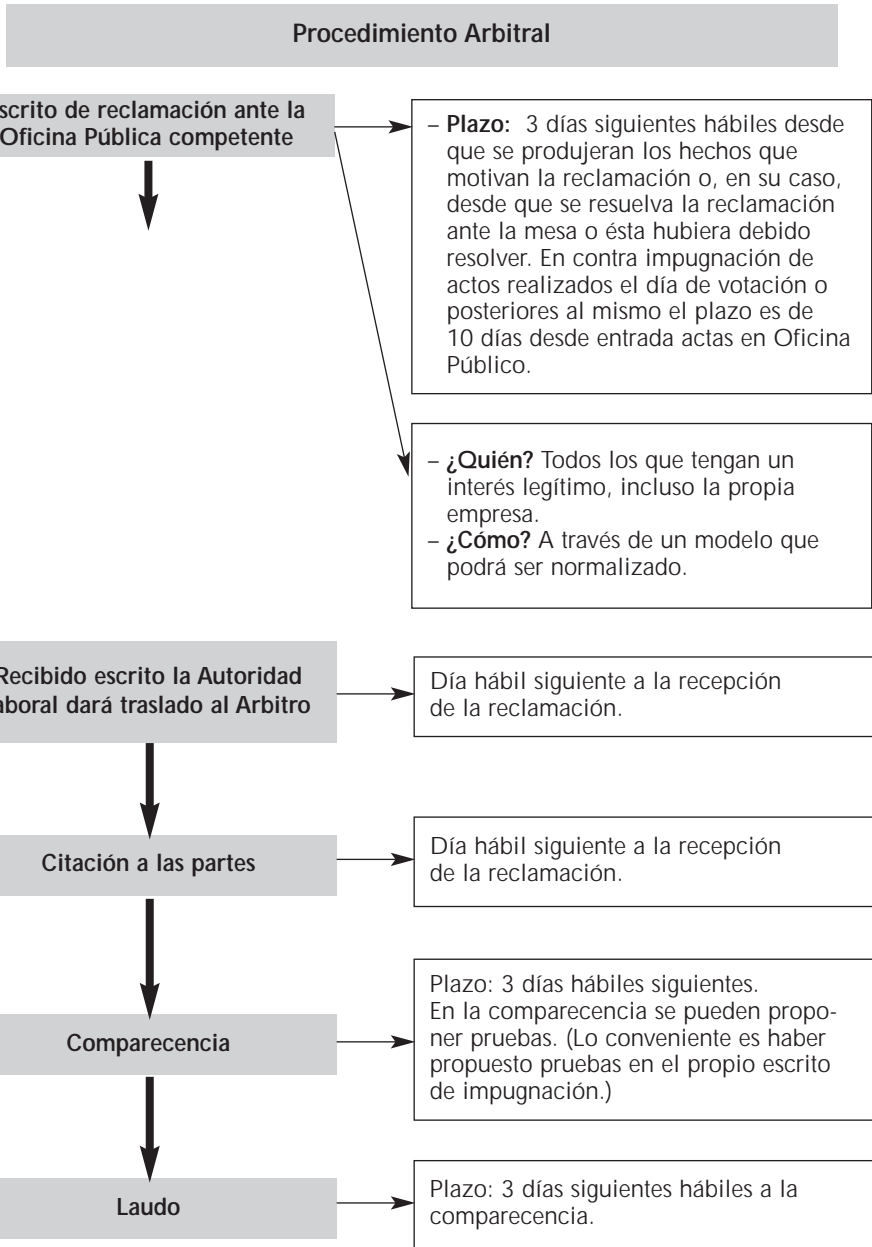 Procedimiento Arbitral
scrito de reclamación ante la
Oficina Pública competente
– Plazo: 3 días siguientes hábiles desde
que se produjeran los hechos que
motivan la reclamación o, en su caso,
desde que se resuelva la reclamación
ante la mesa o ésta hubiera debido
resolver. En contra impugnación de
actos realizados el día de votación o
posteriores al mismo el plazo es de
10 días desde entrada actas en Oficina
Público.
– ¿Quién? Todos los que tengan un
interés legítimo, incluso la propia
empresa.
– ¿Cómo? A través de un modelo que
podrá ser normalizado.
Recibido escrito la Autoridad
aboral dará traslado al Arbitro
Día hábil siguiente a la recepción
de la reclamación.
Citación a las partes
Día hábil siguiente a la recepción
de la reclamación.
Comparecencia
Plazo: 3 días hábiles siguientes.
En la comparecencia se pueden propo-
ner pruebas. (Lo conveniente es haber
propuesto pruebas en el propio escrito
de impugnación.)
Laudo
Plazo: 3 días siguientes hábiles a la
comparecencia.